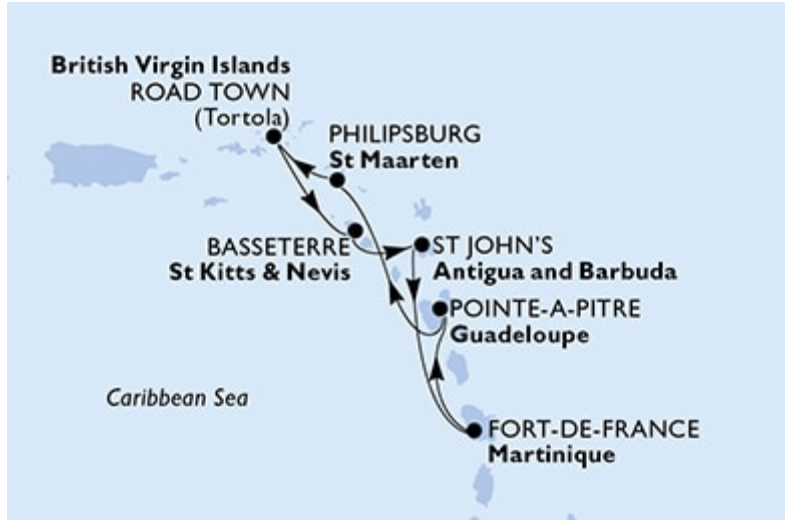 British Virgin Islands
ROAD TOWN
(Tortola)
PHILIPSBURG
St Maarten
BASSETERRE
St Kitts & Nevis
ST JOHN'S
Antigua and Barbuda
POINTE-A-PITRE
Guadeloupe
Caribbean Sea
FORT-DE-FRANCE
Martinique